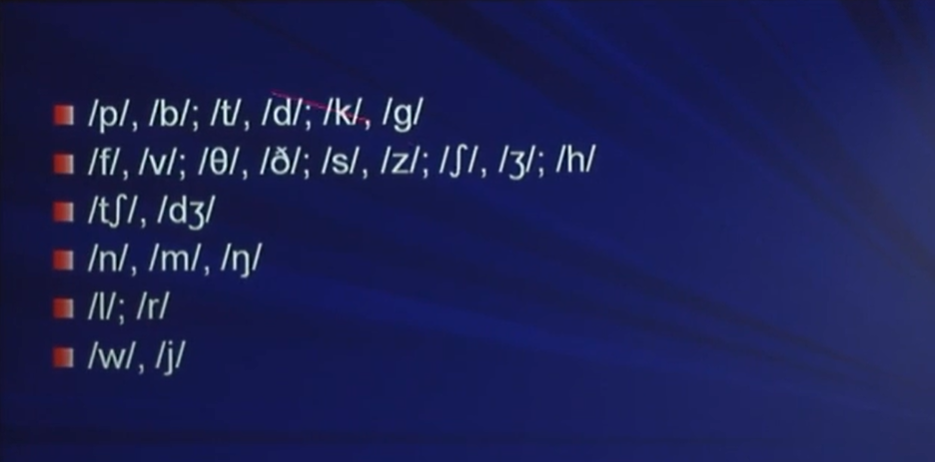 /p/, /b/; /t/, /d/; /k/, /g/
/f/, /v/; /θ/, /ð/; /s/, /z/; /ʃ/, /ʒ/; /h/
/tʃ/, /dʒ/
/n/, /m/, /ŋ/
/l/; /r/
/w/, /j/